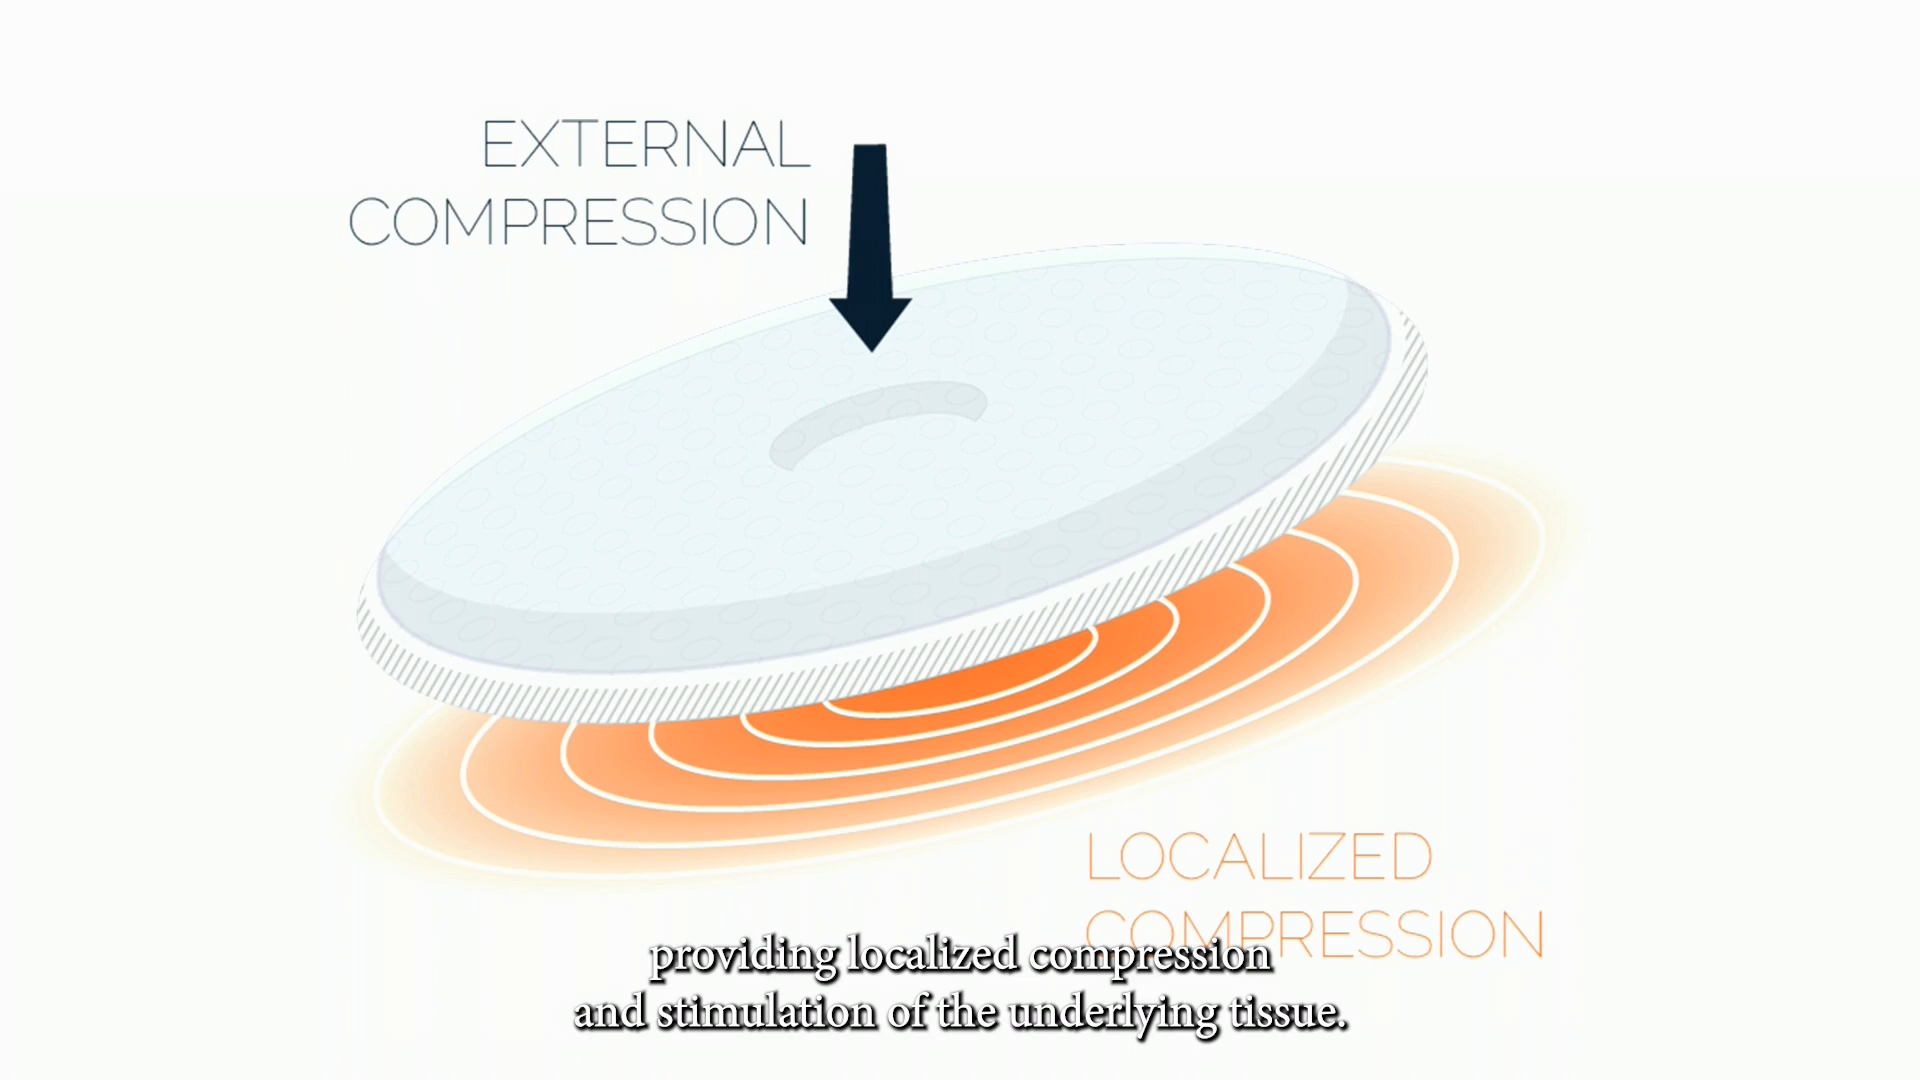 EXTERNAL
COMPRESSION
LOCALIZED
COMPRESSION
providing localized compression
and stimulation of the underlying tissue.